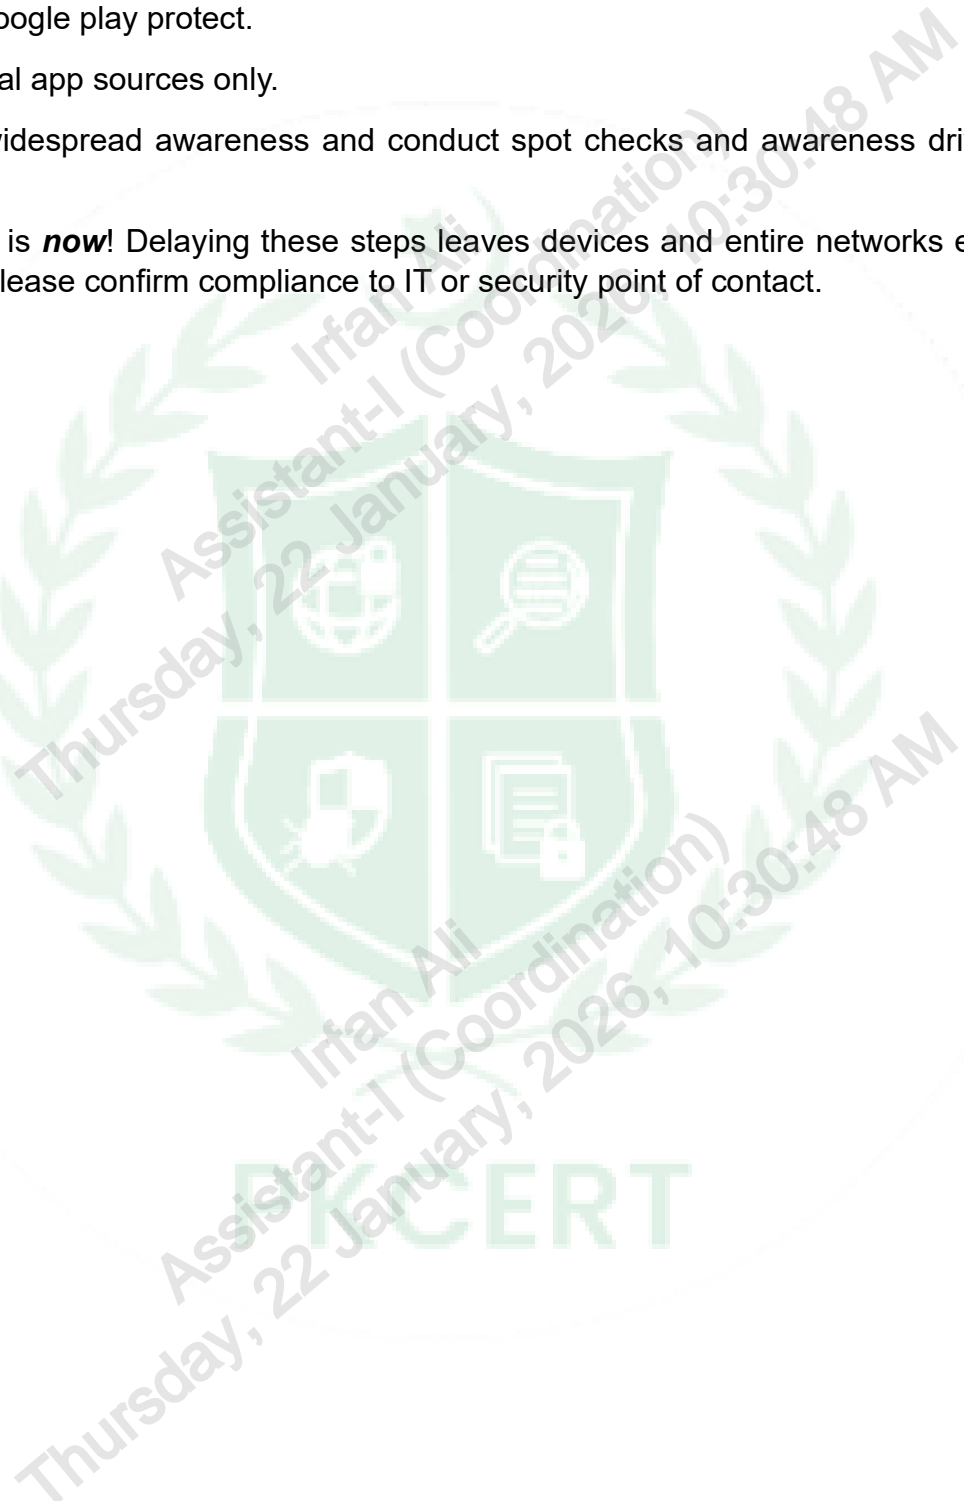 oogle play protect.
al app sources only.
videspread awareness and conduct spot checks and awareness dri
is now! Delaying these steps leaves devices and entire networks e
lease confirm compliance to IT or security point of contact.
Irfan Ali
Assistant-I (Coordination)
Thursday, 22 January, 2026, 10:30:48 AM
Irfan Ali
Assistant-I (Coordination)
Thursday, 22 January, 2026, 10:30:48 AM
PKCERT